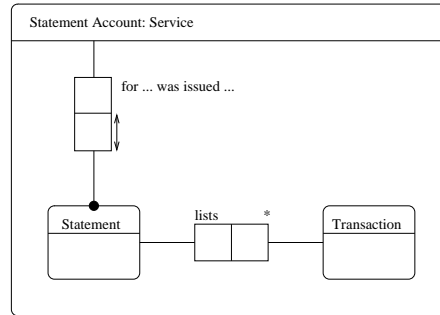 Statement Account: Service
for ... was issued ...
lists *
Statement
Transaction